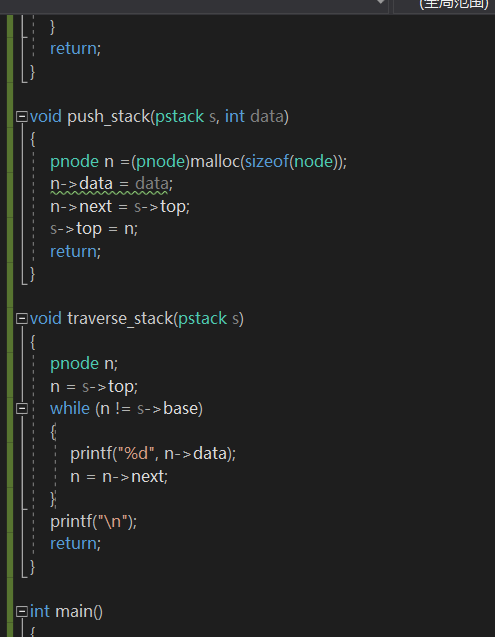 (全局范围)
}
return;
}
void push_stack(pstack s, int data)
{
pnode n =(pnode)malloc(sizeof(node));
n->data = data;
n->next = s->top;
s->top = n;
return;
}
void traverse_stack(pstack s)
{
pnode n;
n = s->top;
while (n != s->base)
{
printf("%d", n->data);
n = n->next;
}
printf("\n");
return;
}
int main()
{